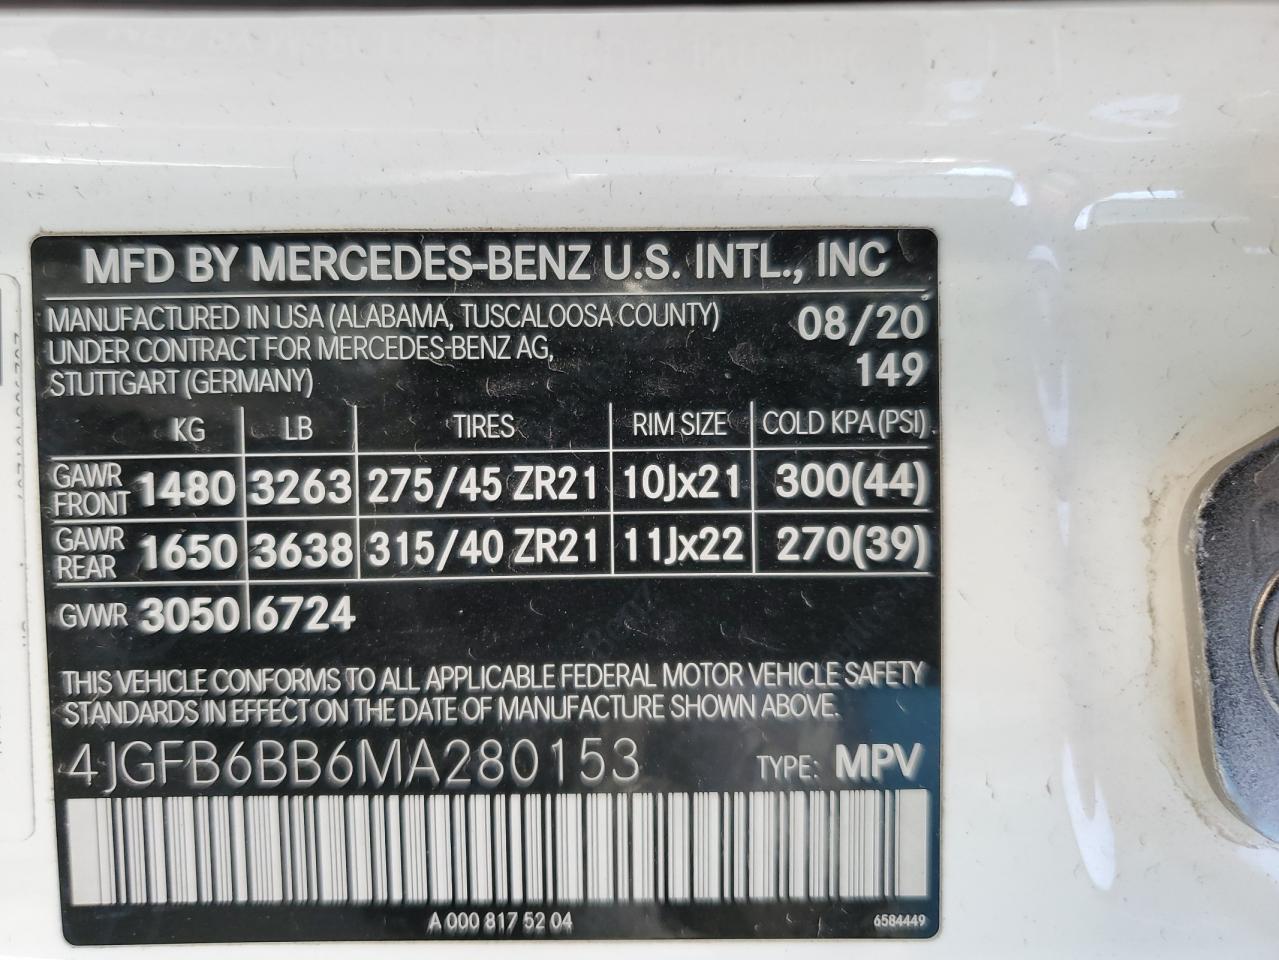 MFD BY MERCEDES-BENZ U.S. INTL., INC
MANUFACTURED IN USA (ALABAMA, TUSCALOOSA COUNTY) 08/20
UNDER CONTRACT FOR MERCEDES-BENZ AG,
STUTTGART (GERMANY) 149
KG LB TIRES RIM SIZE COLD KPA (PSI)
GAWR FRONT 1480 3263 275/45 ZR21 10Jx21 300(44)
GAWR REAR 1650 3638 315/40 ZR21 11Jx22 270(39)
GVWR 3050 6724
THIS VEHICLE CONFORMS TO ALL APPLICABLE FEDERAL MOTOR VEHICLE SAFETY
STANDARDS IN EFFECT ON THE DATE OF MANUFACTURE SHOWN ABOVE.
4JGFB6BB6MA280153 TYPE: MPV
A 000 817 52 04 6584449